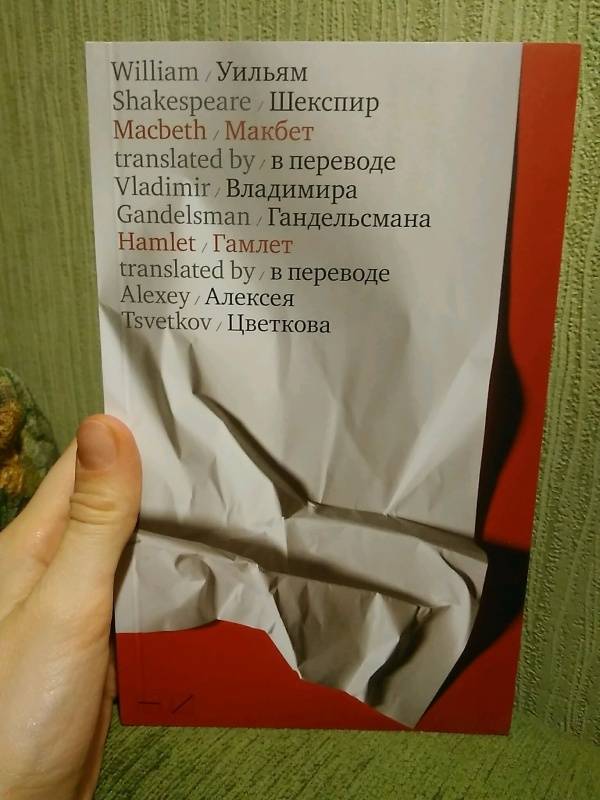 William / Уильям
Shakespeare / Шекспир
Macbeth / Макбет
translated by / в переводе
Vladimir / Владимира
Gandelsman / Гандельсмана
Hamlet / Гамлет
translated by / в переводе
Alexey / Алексея
Tsvetkov / Цветкова